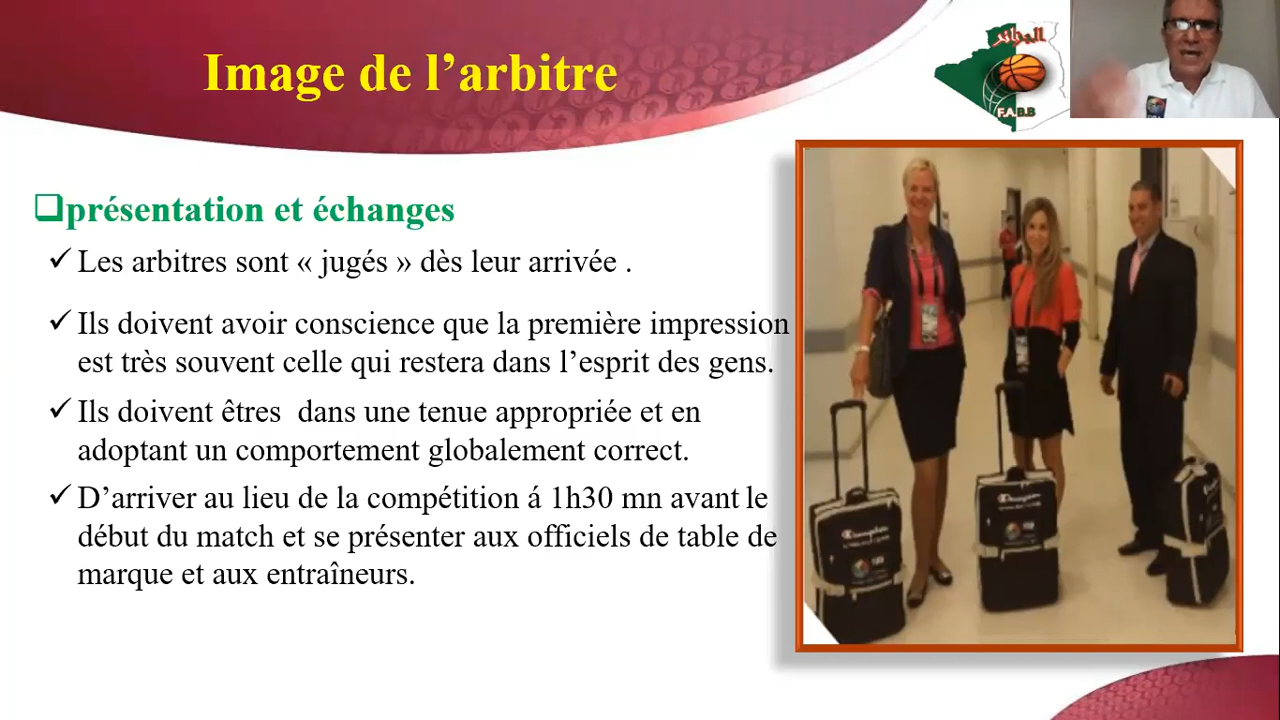 Image de l’arbitre
الجزائر
F.A.B.B
présentation et échanges
Les arbitres sont « jugés » dès leur arrivée .
Ils doivent avoir conscience que la première impression
est très souvent celle qui restera dans l’esprit des gens.
Ils doivent êtres dans une tenue appropriée et en
adoptant un comportement globalement correct.
D’arriver au lieu de la compétition á 1h30 mn avant le
début du match et se présenter aux officiels de table de
marque et aux entraîneurs.
Champion
Champion